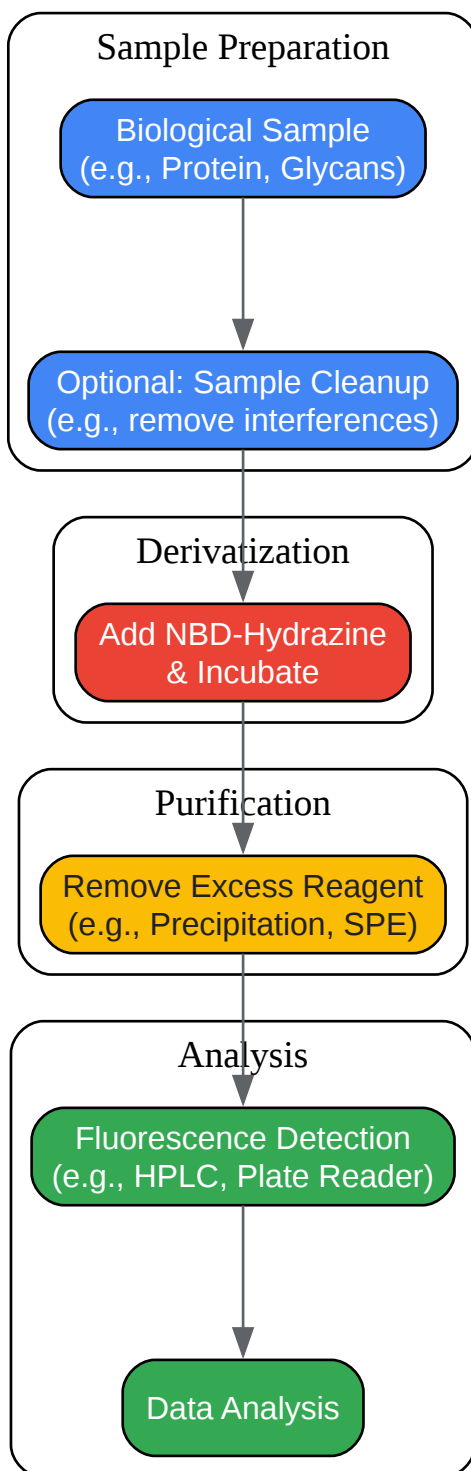 Sample Preparation
Biological Sample
(e.g., Protein, Glycans)
Optional: Sample Cleanup
(e.g., remove interferences)
Derivatization
Add NBD-Hydrazine
& Incubate
Purification
Remove Excess Reagent
(e.g., Precipitation, SPE)
Analysis
Fluorescence Detection
(e.g., HPLC, Plate Reader)
Data Analysis